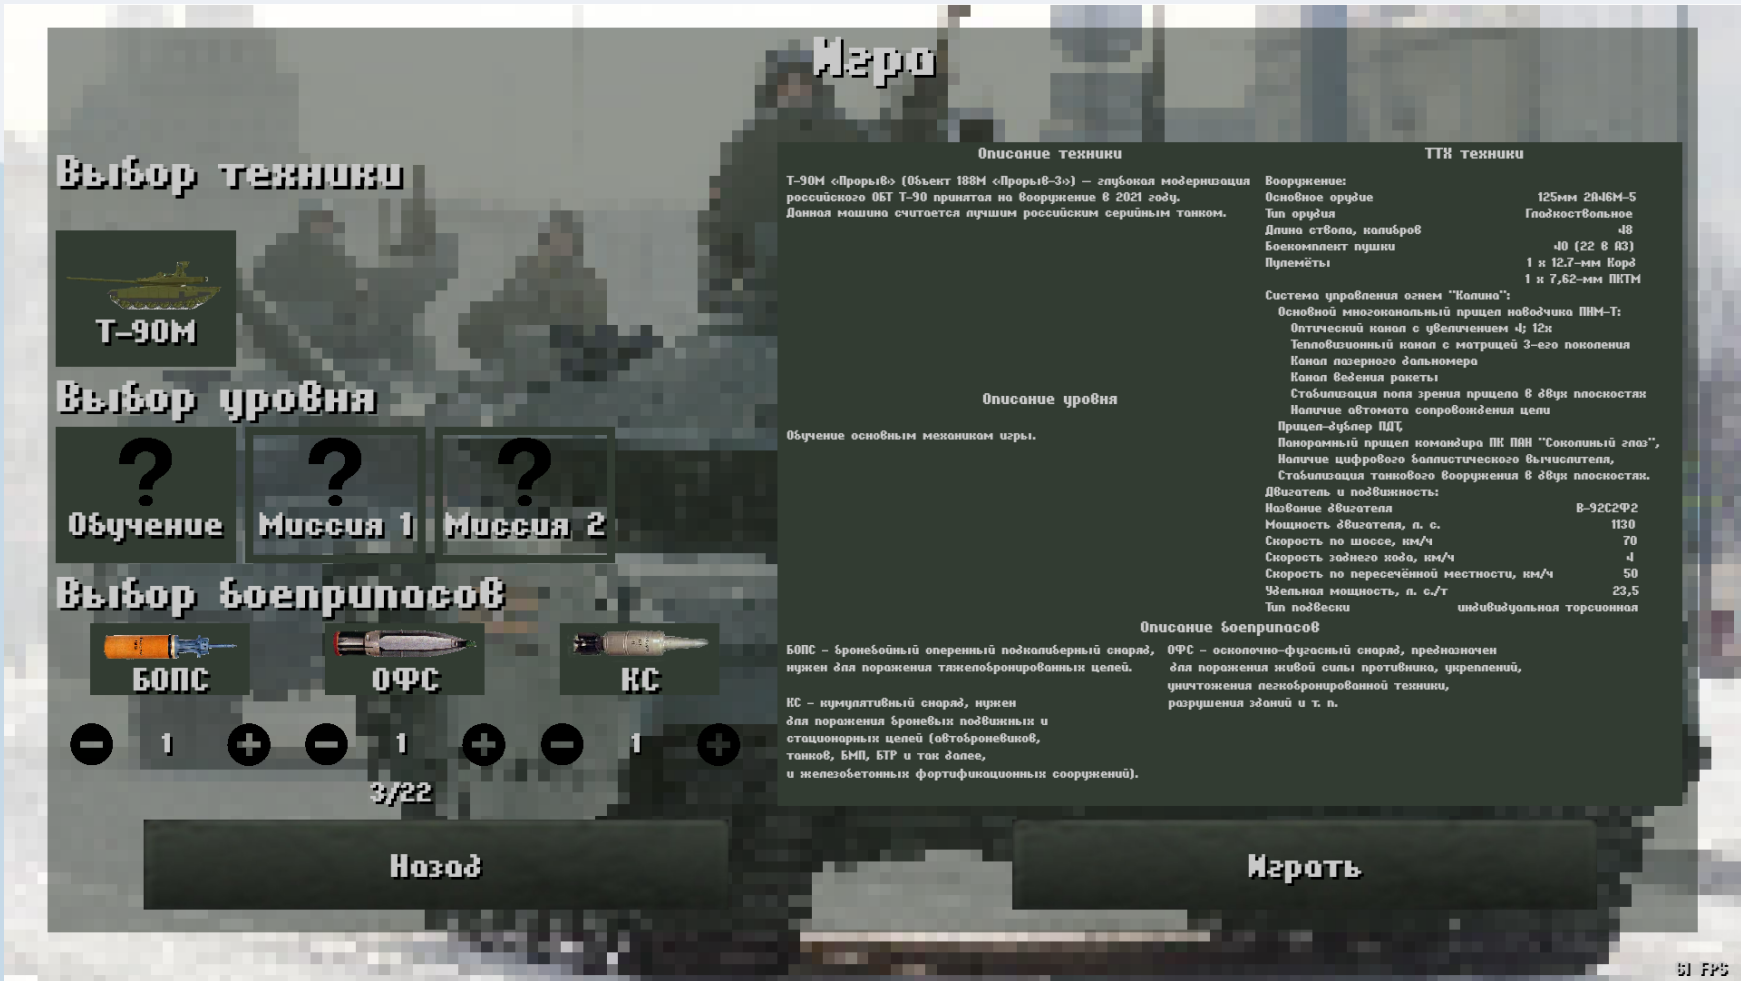 Игра
Выбор техники
Т-90М
Выбор уровня
Обучение
Миссия 1
Миссия 2
Выбор боеприпасов
БОПС
ОФС
КС
1
1
1
3/22
Описание техники
Т-90М «Прорыв» (Объект 188М «Прорыв-3») — глубокая модернизация
российского ОБТ Т-90 принятая на вооружение в 2021 году.
Данная машина считается лучшим российским серийным танком.
Описание уровня
Обучение основным механикам игры.
ТТХ техники
Вооружение:
Основное орудие 125мм 2А46М-5
Тип орудия Гладкоствольное
Длина ствола, калибров 48
Боекомплект пушки 40 (22 в АЗ)
Пулемёты 1 х 12.7-мм Корд
1 х 7,62-мм ПКТМ
Система управления огнем "Калина":
Основной многоканальный прицел наводчика ПНМ-Т:
Оптический канал с увеличением 4; 12х
Тепловизионный канал с матрицей 3-его поколения
Канал лазерного дальномера
Канал ведения ракеты
Стабилизация поля зрения прицела в двух плоскостях
Наличие автомата сопровождения цели
Прицел-дублер ПДТ,
Панорамный прицел командира ПК ПАН "Соколиный глаз",
Наличие цифрового баллистического вычислителя,
Стабилизация танкового вооружения в двух плоскостях.
Двигатель и подвижность:
Название двигателя В-92С2Ф2
Мощность двигателя, л. с. 1130
Скорость по шоссе, км/ч 70
Скорость заднего хода, км/ч 4
Скорость по пересечённой местности, км/ч 50
Удельная мощность, л. с./т 23,5
Тип подвески индивидуальная торсионная
Описание боеприпасов
БОПС - бронебойный оперенный подкалиберный снаряд,
нужен для поражения тяжелобронированных целей.
КС - кумулятивный снаряд, нужен
для поражения броневых подвижных и
стационарных целей (автоброневиков,
танков, БМП, БТР и так далее,
и железобетонных фортификационных сооружений).
ОФС - осколочно-фугасный снаряд, предназначен
для поражения живой силы противника, укреплений,
уничтожения легкобронированной техники,
разрушения зданий и т. п.
Назад
Играть
61 FPS